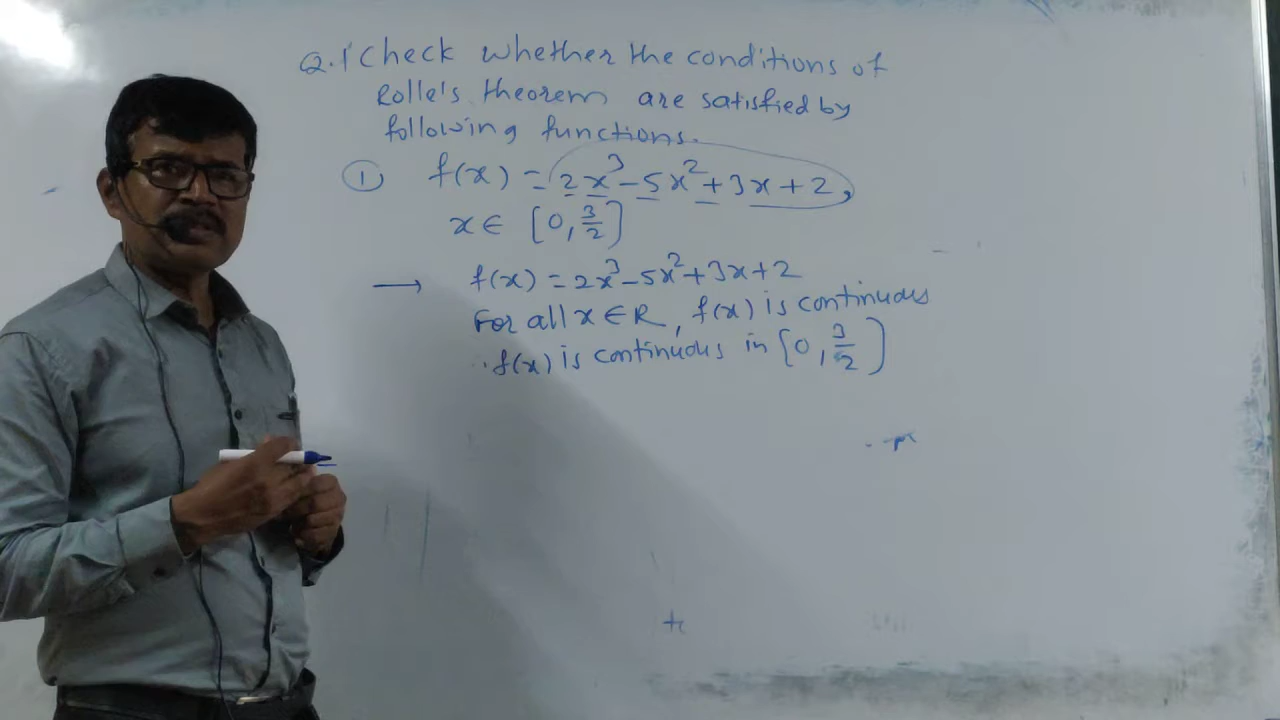 Q.1 Check whether the conditions of
Rolle's theorem are satisfied by
following functions.
① f(x) = 2x³-5x²+3x+2,
x ∈ [0, 3/2]
→ f(x) = 2x³-5x²+3x+2
For all x ∈ R, f(x) is continuous
∴ f(x) is continuous in [0, 3/2]